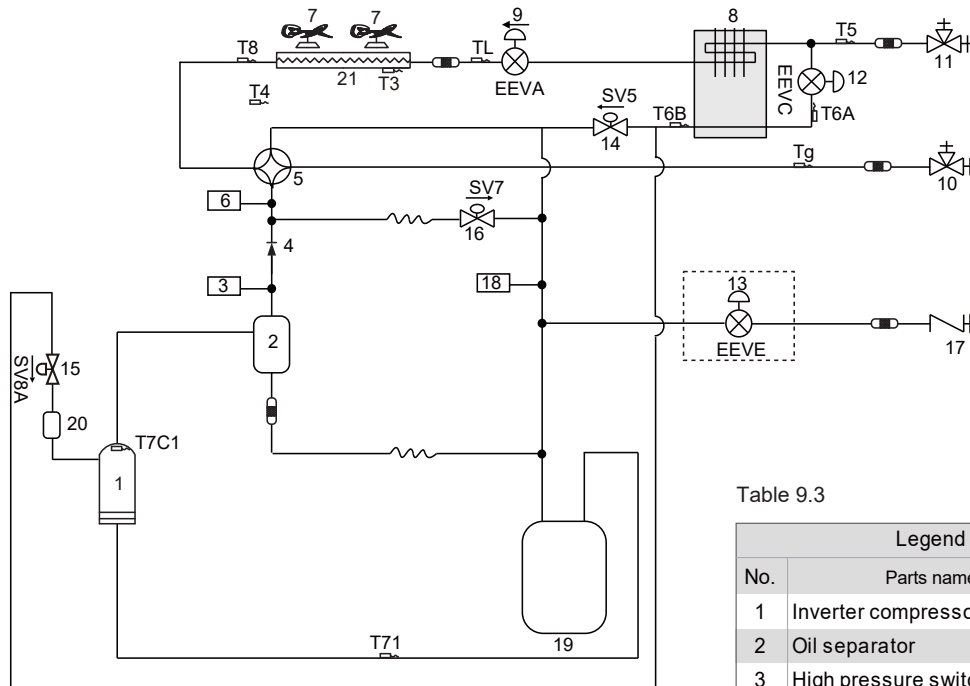 7 7 9 8
T8 TL T5
21 T3
EEVA
EEVC
12
11
T4
SV5
T6B
T6A
14
5
Tg
10
6
SV7
16
4
3
18
13
2
EEVE
17
SV8A
15
20
T7C1
1
T71
19
Table 9.3
Legend
No. Parts name
1 Inverter compresso
2 Oil separator
3 High pressure switc